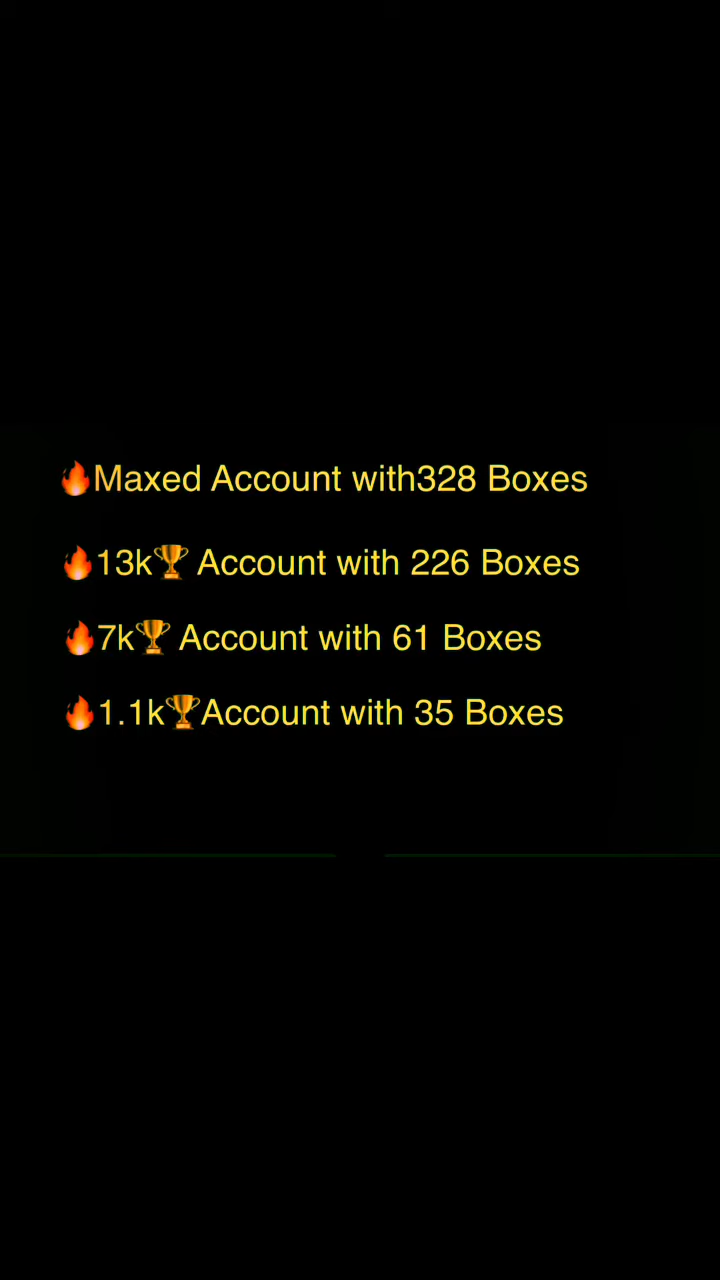 🔥Maxed Account with328 Boxes
🔥13k🏆 Account with 226 Boxes
🔥7k🏆 Account with 61 Boxes
🔥1.1k🏆Account with 35 Boxes